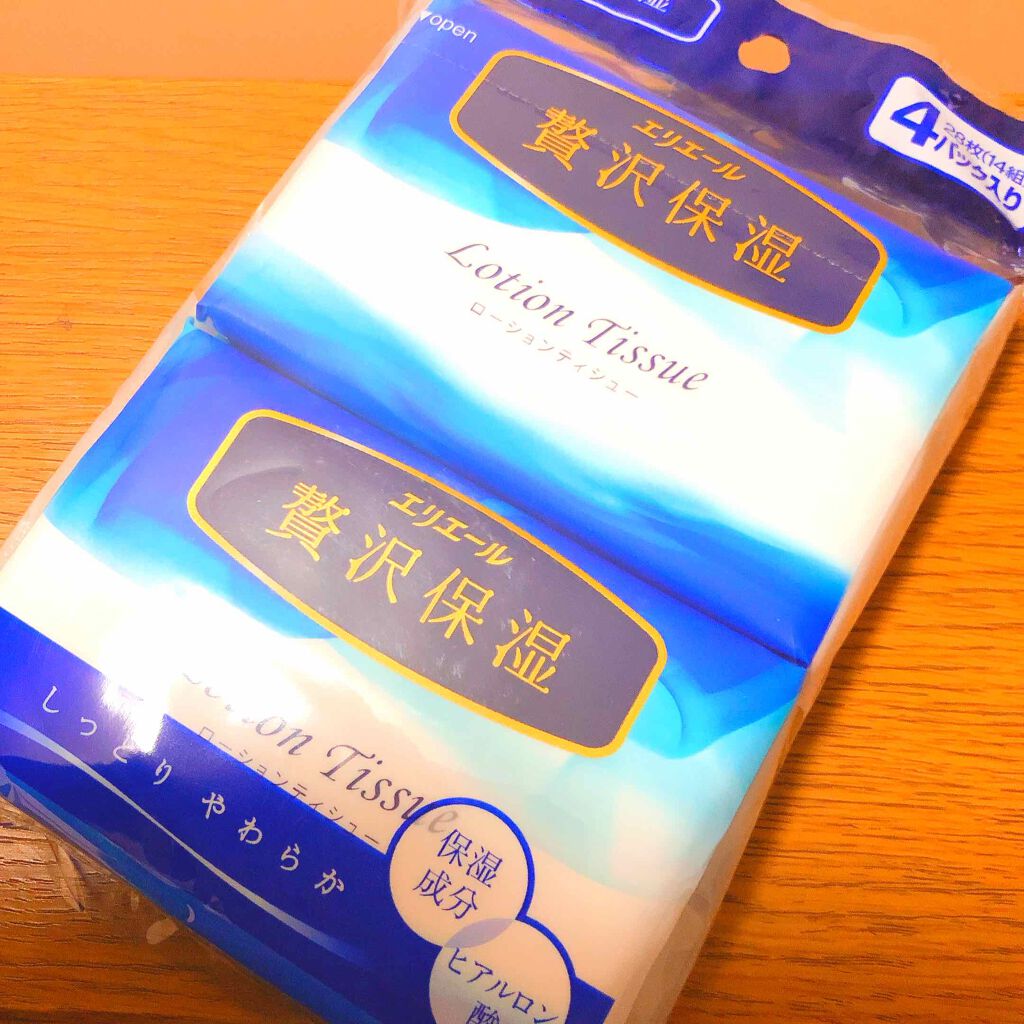 ▼open
4
28枚(14組
パック入り
エリエール
贅沢保湿
Lotion Tissue
ローションティシュー
エリエール
贅沢保湿
Tissue
ローションティシュー
しっとり やわらか
保湿
成分
ヒアルロン
酸